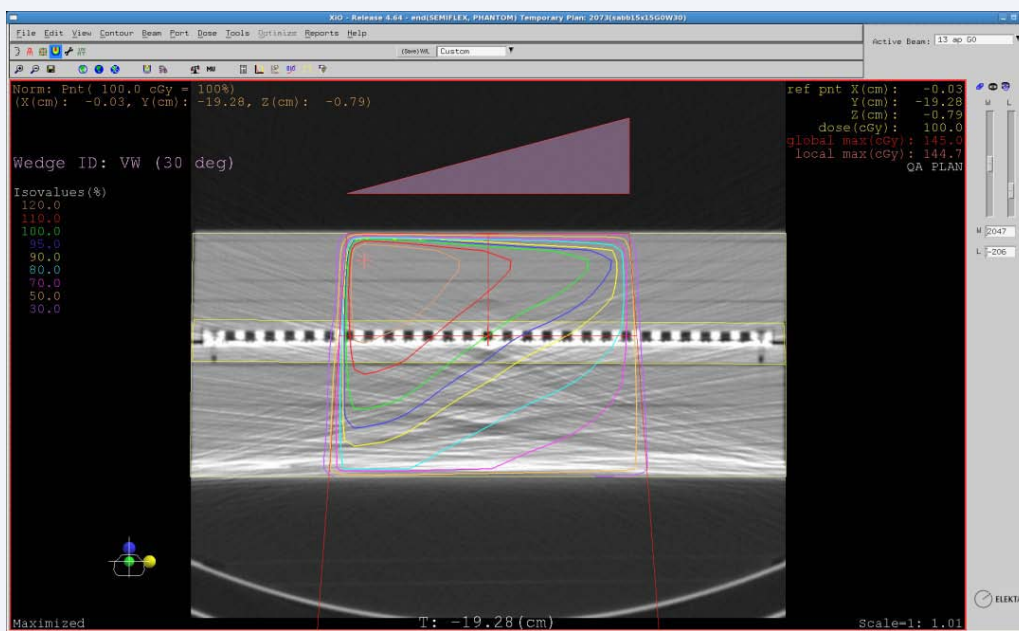 XiO - Release 4.64 - end(SEMIFLEX, PHANTOM) Temporary Plan: 2073(sabb15x15G0W30)
File Edit View Contour Beam Port Dose Tools Optimize Reports Help
Active Beam: 13 ap G0
(Save)W/L Custom
MU
Norm: Pnt( 100.0 cGy = 100%)
(X(cm): -0.03, Y(cm): -19.28, Z(cm): -0.79)
ref pnt X(cm): -0.03
Y(cm): -19.28
Z(cm): -0.79
dose(cGy): 100.0
global max(cGy): 145.0
local max(cGy): 144.7
QA PLAN
Wedge ID: VW (30 deg)
Isovalues(%)
120.0
110.0
100.0
95.0
90.0
80.0
70.0
50.0
30.0
M L
M 2047
L -206
ELEKTA
Maximized
T: -19.28(cm)
Scale=1: 1.01